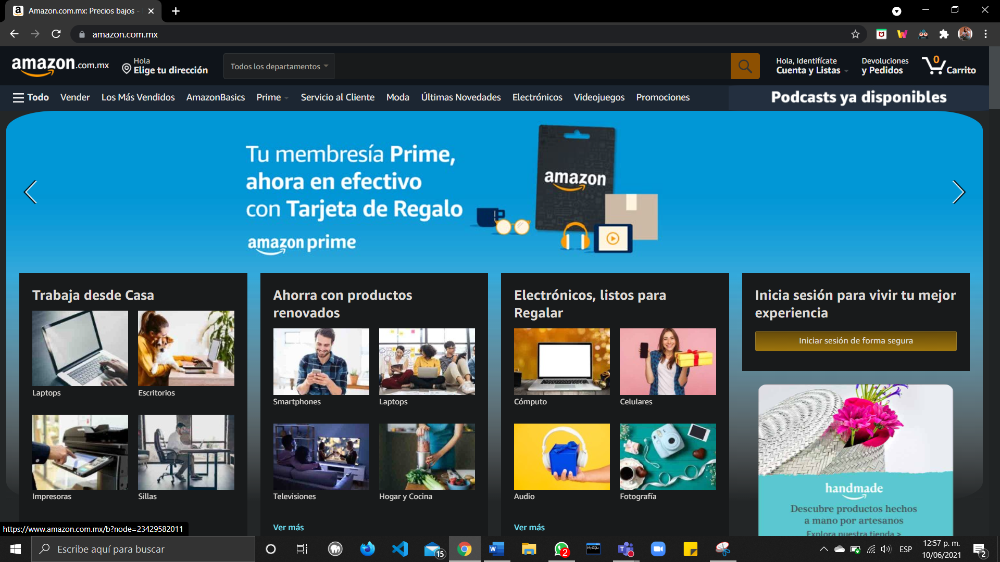 Amazon.com.mx: Precios bajos -
amazon.com.mx
amazon.com.mx
Hola
Elige tu dirección
Todos los departamentos
Hola, Identifícate
Cuenta y Listas
Devoluciones
y Pedidos
0
Carrito
Todo
Vender
Los Más Vendidos
AmazonBasics
Prime
Servicio al Cliente
Moda
Últimas Novedades
Electrónicos
Videojuegos
Promociones
Podcasts ya disponibles
Tu membresía Prime,
ahora en efectivo
con Tarjeta de Regalo
amazon prime
amazon
Trabaja desde Casa
Laptops
Escritorios
Impresoras
Sillas
Ahorra con productos
renovados
Smartphones
Laptops
Televisiones
Hogar y Cocina
Ver más
Electrónicos, listos para
Regalar
Cómputo
Celulares
Audio
Fotografía
Ver más
Inicia sesión para vivir tu mejor
experiencia
Iniciar sesión de forma segura
handmade
Descubre productos hechos
a mano por artesanos
Explora nuestra tienda >
https://www.amazon.com.mx/b?node=23429582011
Escribe aquí para buscar
15
2
MySQL
ESP
12:57 p. m.
10/06/2021
2